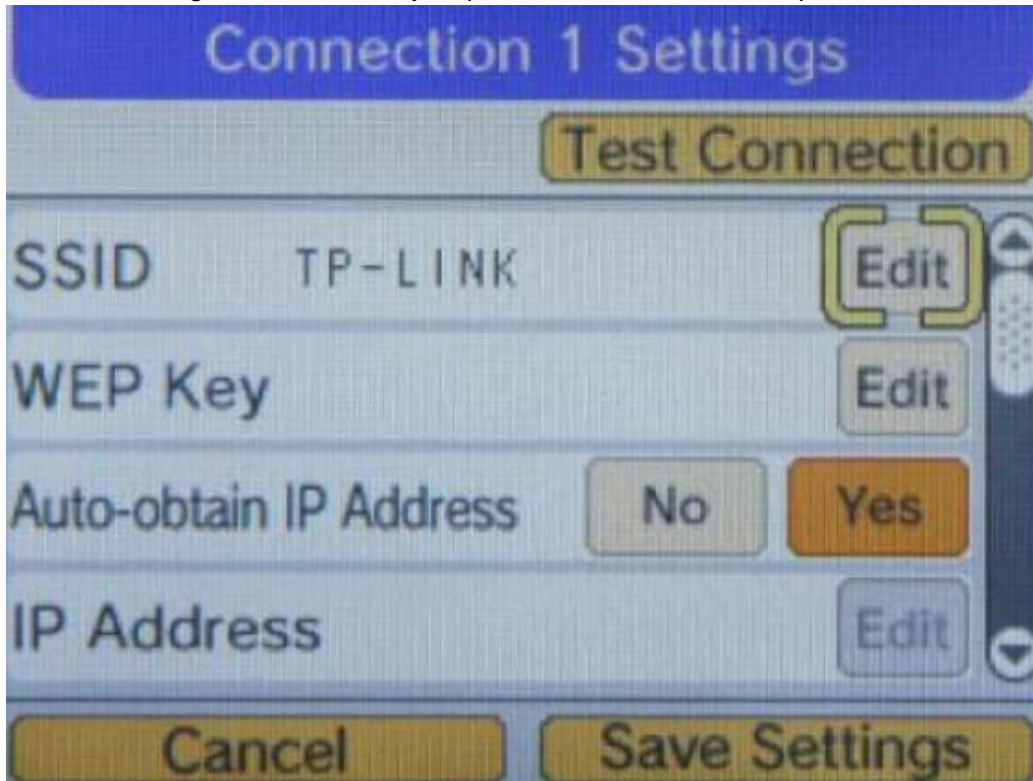 Connection 1 Settings
Test Connection
SSID TP-LINK Edit
WEP Key Edit
Auto-obtain IP Address No Yes
IP Address Edit
Cancel Save Settings